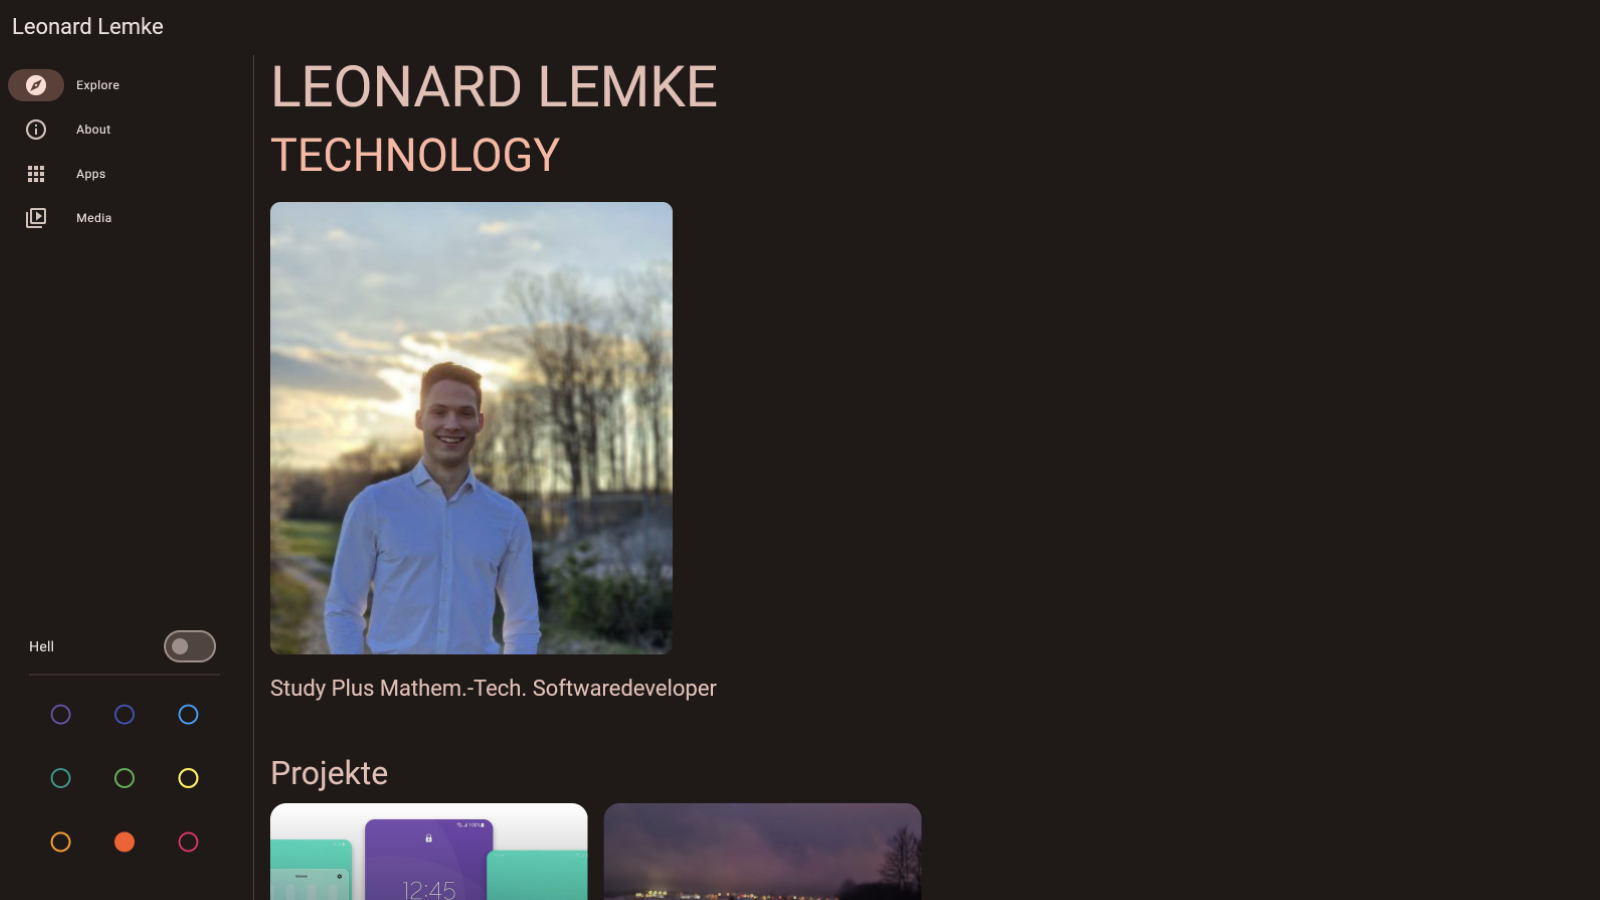 Leonard Lemke
Explore
About
Apps
Media
Hell
LEONARD LEMKE
TECHNOLOGY
Study Plus Mathem.-Tech. Softwaredeveloper
Projekte
12:45